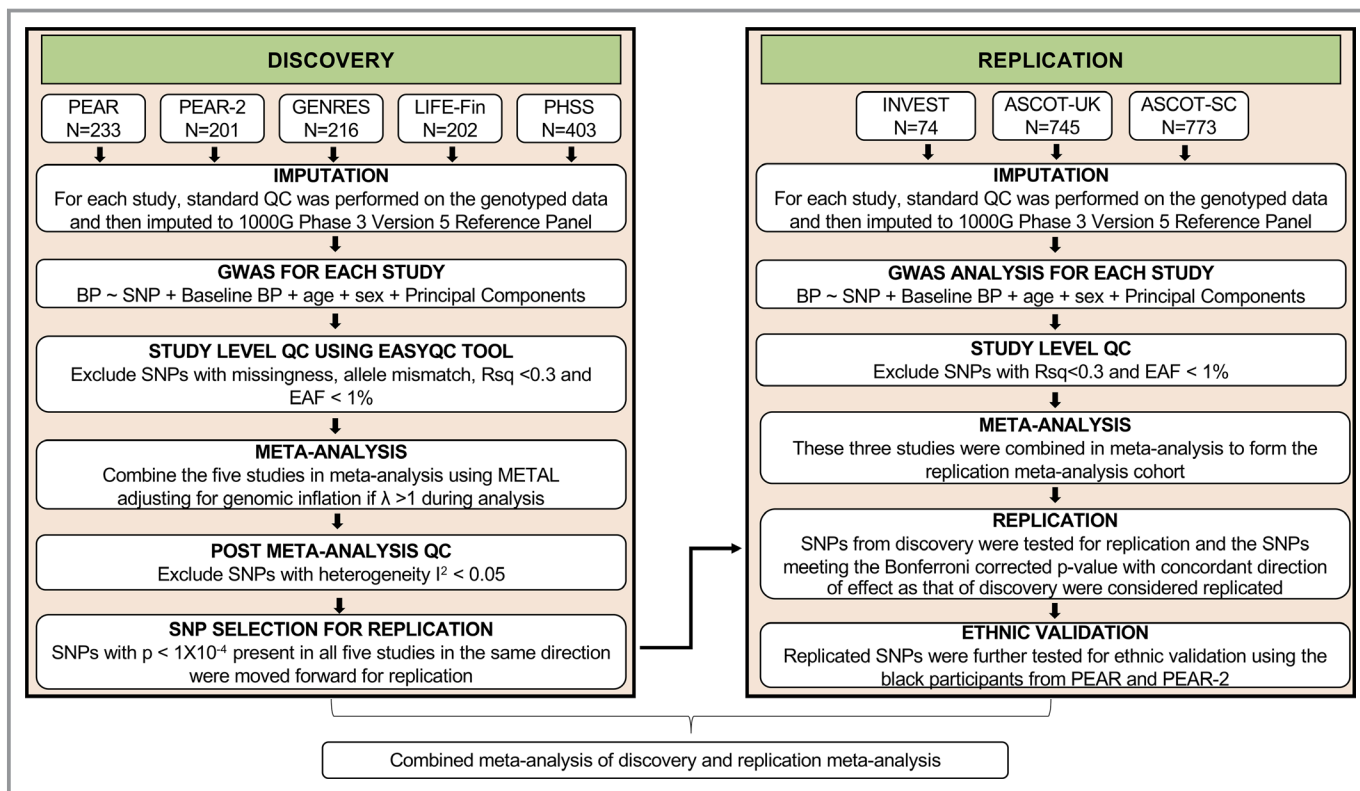 DISCOVERY
PEAR
N=233
PEAR-2
N=201
GENRES
N=216
LIFE-Fin
N=202
PHSS
N=403
IMPUTATION
For each study, standard QC was performed on the genotyped data
and then imputed to 1000G Phase 3 Version 5 Reference Panel
GWAS FOR EACH STUDY
BP ~ SNP + Baseline BP + age + sex + Principal Components
STUDY LEVEL QC USING EASYQC TOOL
Exclude SNPs with missingness, allele mismatch, Rsq <0.3 and
EAF < 1%
META-ANALYSIS
Combine the five studies in meta-analysis using METAL
adjusting for genomic inflation if λ >1 during analysis
POST META-ANALYSIS QC
Exclude SNPs with heterogeneity I² < 0.05
SNP SELECTION FOR REPLICATION
SNPs with p < 1X10⁻⁴ present in all five studies in the same direction
were moved forward for replication
REPLICATION
INVEST
N=74
ASCOT-UK
N=745
ASCOT-SC
N=773
IMPUTATION
For each study, standard QC was performed on the genotyped data
and then imputed to 1000G Phase 3 Version 5 Reference Panel
GWAS ANALYSIS FOR EACH STUDY
BP ~ SNP + Baseline BP + age + sex + Principal Components
STUDY LEVEL QC
Exclude SNPs with Rsq<0.3 and EAF < 1%
META-ANALYSIS
These three studies were combined in meta-analysis to form the
replication meta-analysis cohort
REPLICATION
SNPs from discovery were tested for replication and the SNPs
meeting the Bonferroni corrected p-value with concordant direction
of effect as that of discovery were considered replicated
ETHNIC VALIDATION
Replicated SNPs were further tested for ethnic validation using the
black participants from PEAR and PEAR-2
Combined meta-analysis of discovery and replication meta-analysis